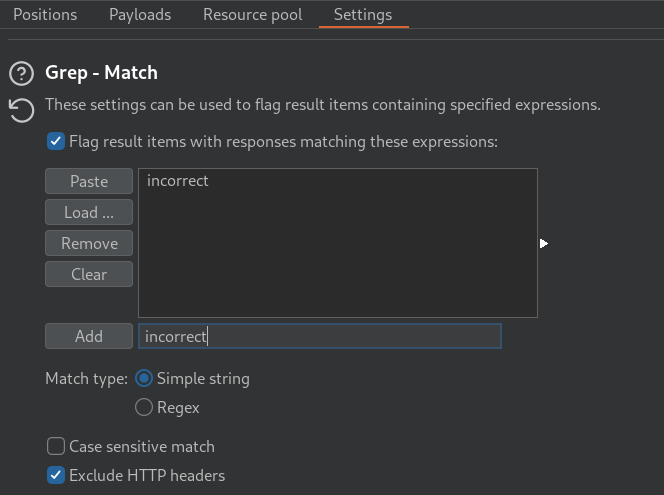 Positions Payloads Resource pool Settings
Grep - Match
These settings can be used to flag result items containing specified expressions.
Flag result items with responses matching these expressions:
Paste incorrect
Load ...
Remove
Clear
Add incorrect
Match type: Simple string
Regex
Case sensitive match
Exclude HTTP headers